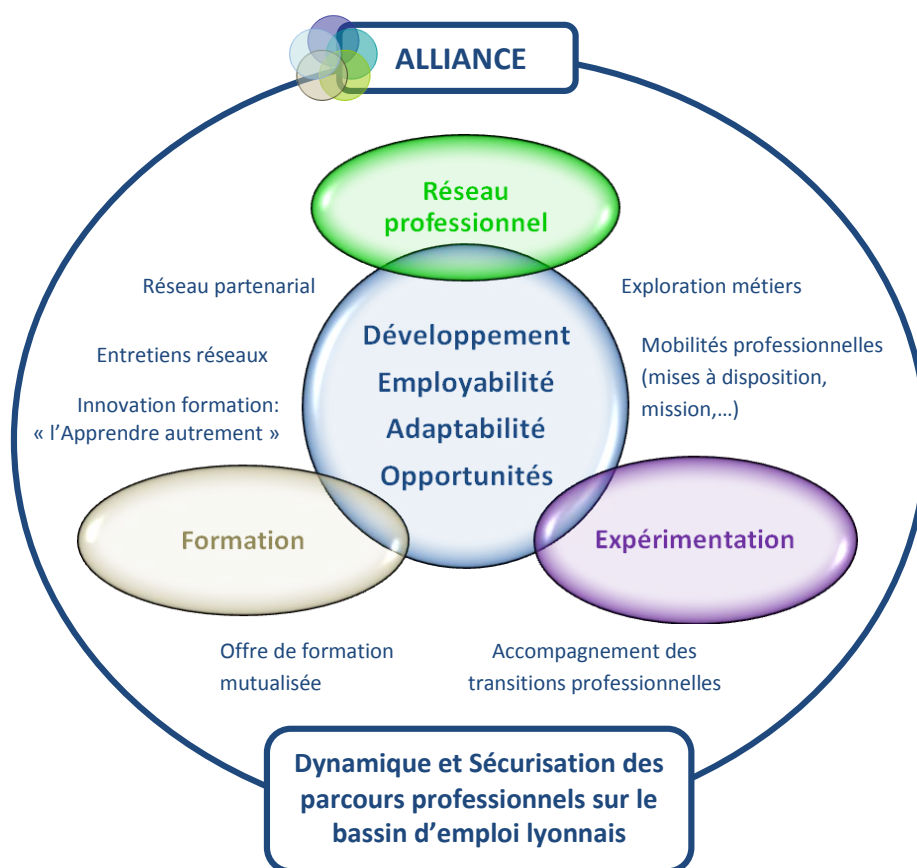 ALLIANCE
Réseau
professionnel
Réseau partenarial
Exploration métiers
Développement
Employabilité
Adaptabilité
Opportunités
Entretiens réseaux
Mobilités professionnelles
(mises à disposition,
mission,...)
Innovation formation:
« l'Apprendre autrement »
Formation
Expérimentation
Offre de formation
mutualisée
Accompagnement des
transitions professionnelles
Dynamique et Sécurisation des
parcours professionnels sur le
bassin d'emploi lyonnais